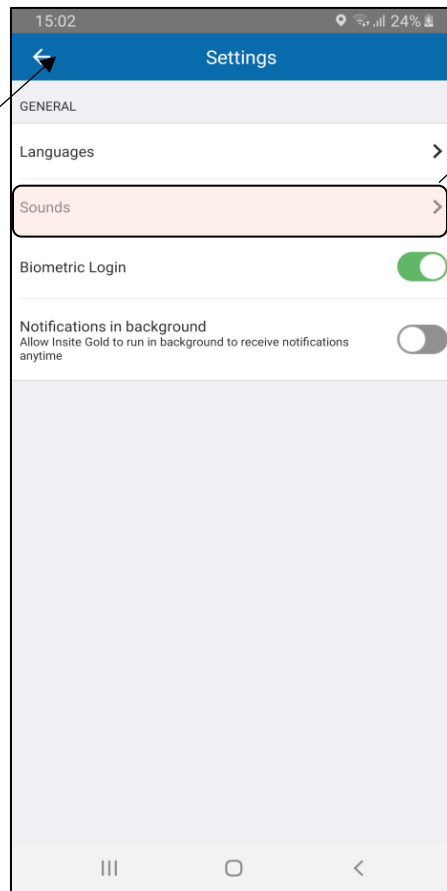 15:02 24%
Settings
GENERAL
Languages
Sounds
Biometric Login
Notifications in background
Allow Insite Gold to run in background to receive notifications
anytime